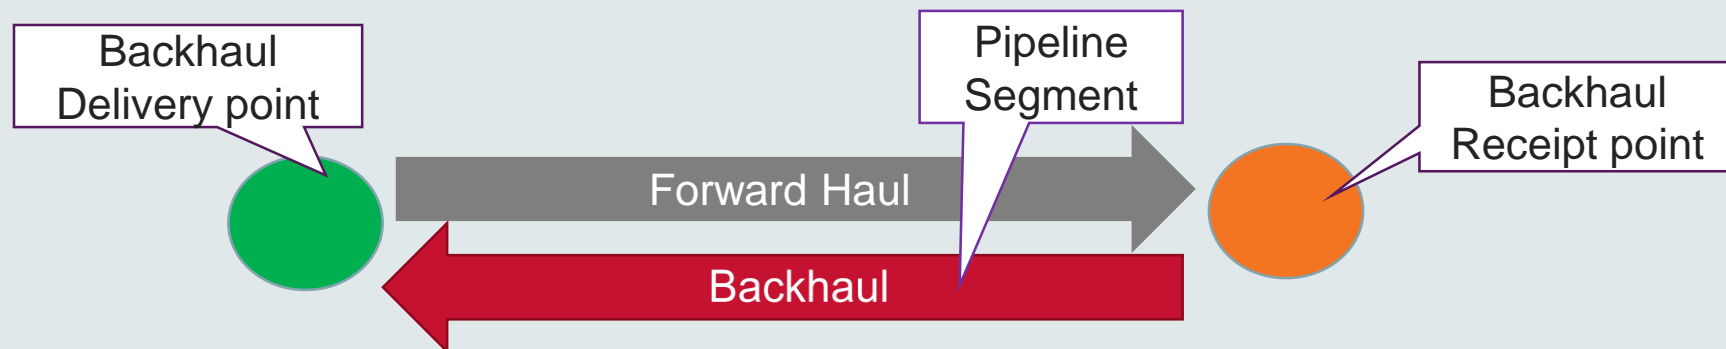 Backhaul
Delivery point
Pipeline
Segment
Backhaul
Receipt point
Forward Haul
Backhaul